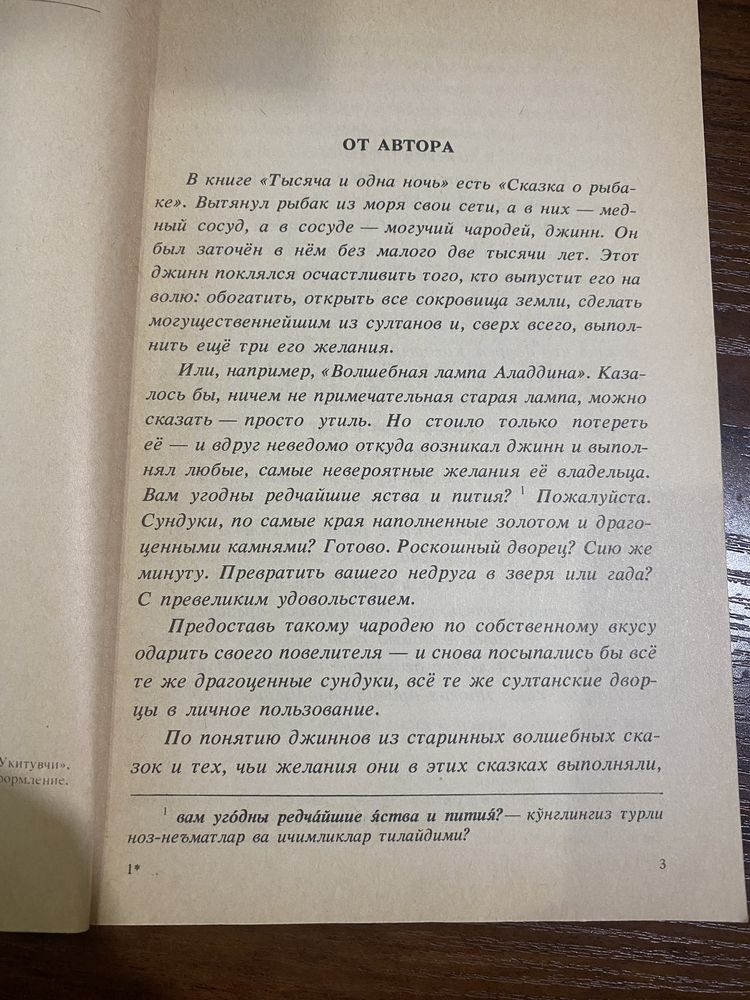 ОТ АВТОРА
В книге «Тысяча и одна ночь» есть «Сказка о рыба-
ке». Вытянул рыбак из моря свои сети, а в них — мед-
ный сосуд, а в сосуде — могучий чародей, джинн. Он
был заточён в нём без малого две тысячи лет. Этот
джинн поклялся осчастливить того, кто выпустит его на
волю: обогатить, открыть все сокровища земли, сделать
могущественнейшим из султанов и, сверх всего, выпол-
нить ещё три его желания.
Или, например, «Волшебная лампа Аладдина». Каза-
лось бы, ничем не примечательная старая лампа, можно
сказать — просто утиль. Но стоило только потереть
её — и вдруг неведомо откуда возникал джинн и выпол-
нял любые, самые невероятные желания её владельца.
Вам угодны редчайшие яства и пития? ¹ Пожалуйста.
Сундуки, по самые края наполненные золотом и драго-
ценными камнями? Готово. Роскошный дворец? Сию же
минуту. Превратить вашего недруга в зверя или гада?
С превеликим удовольствием.
Предоставь такому чародею по собственному вкусу
одарить своего повелителя — и снова посыпались бы всё
те же драгоценные сундуки, всё те же султанские двор-
цы в личное пользование.
По понятию джиннов из старинных волшебных ска-
зок и тех, чьи желания они в этих сказках выполняли,
¹ вам уго́дны редча́йшие я́ства и пития́? — кўнглингиз турли
ноз-неъматлар ва ичимликлар тилайдими?
1*
3
Укитувчи».
формление.